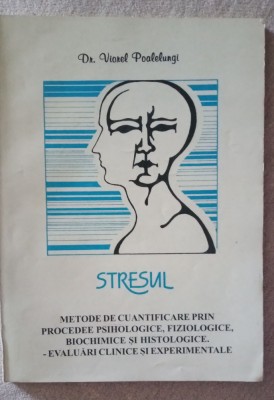 Dr. Viorel Poalelungi
STRESUL
METODE DE CUANTIFICARE PRIN
PROCEDEE PSIHOLOGICE, FIZIOLOGICE,
BIOCHIMICE ȘI HISTOLOGICE.
- EVALUĂRI CLINICE ȘI EXPERIMENTALE